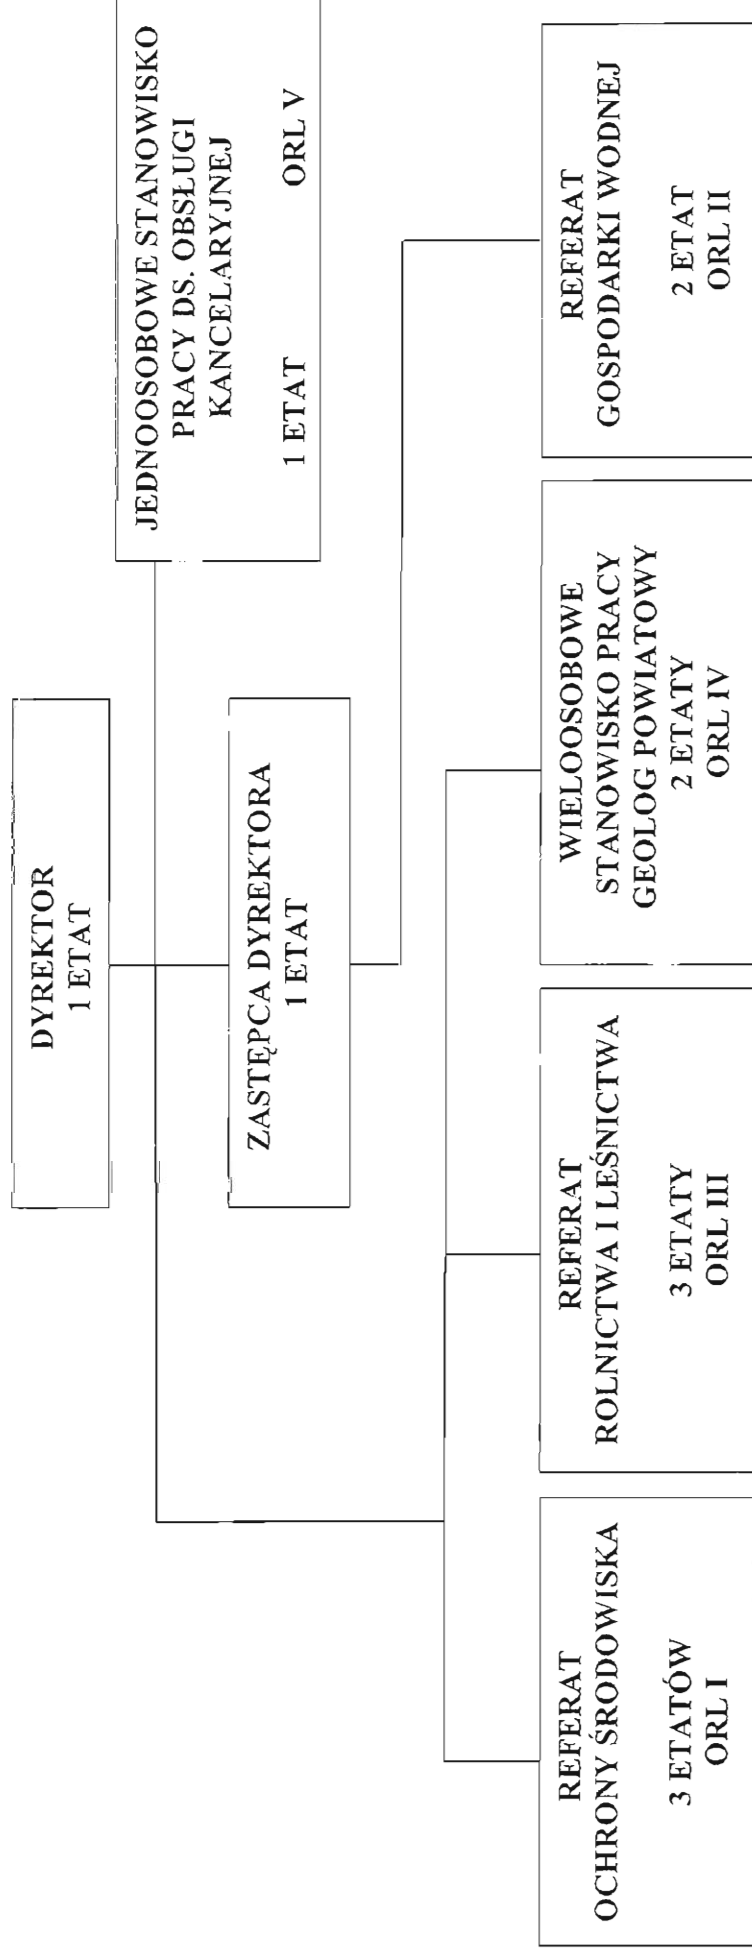 DYREKTOR
1 ETAT
JEDNOOSOBOWE STANOWISKO
PRACY DS. OBSŁUGI
KANCELARYJNEJ
1 ETAT ORL V
ZASTĘPCA DYREKTORA
1 ETAT
REFERAT
OCHRONY ŚRODOWISKA
3 ETATÓW
ORL I
REFERAT
ROLNICTWA I LEŚNICTWA
3 ETATY
ORL III
WIELOOSOBOWE
STANOWISKO PRACY
GEOLOG POWIATOWY
2 ETATY
ORL IV
REFERAT
GOSPODARKI WODNEJ
2 ETAT
ORL II